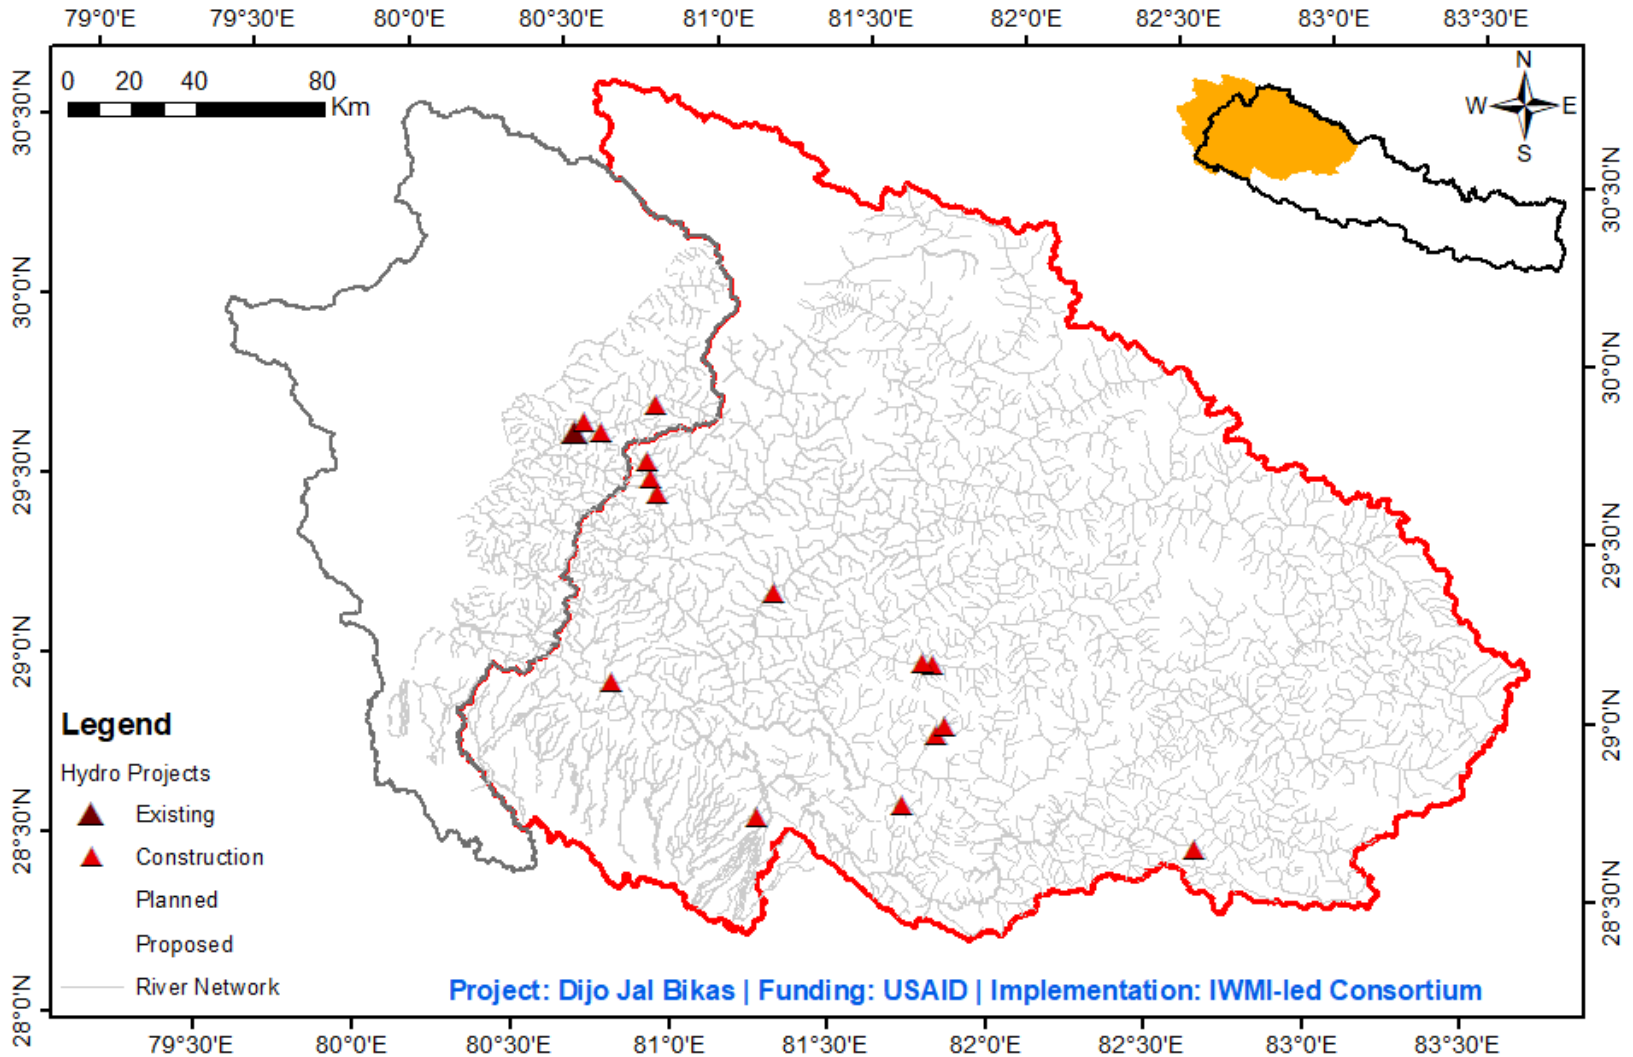 79°0'E 79°30'E 80°0'E 80°30'E 81°0'E 81°30'E 82°0'E 82°30'E 83°0'E 83°30'E
0 20 40 80
Km
N
W E
S
30°30'N
30°0'N
29°30'N
29°0'N
28°30'N
28°0'N
30°30'N
30°0'N
29°30'N
29°0'N
28°30'N
Legend
Hydro Projects
Existing
Construction
Planned
Proposed
River Network
Project: Dijo Jal Bikas | Funding: USAID | Implementation: IWMI-led Consortium
79°30'E 80°0'E 80°30'E 81°0'E 81°30'E 82°0'E 82°30'E 83°0'E 83°30'E